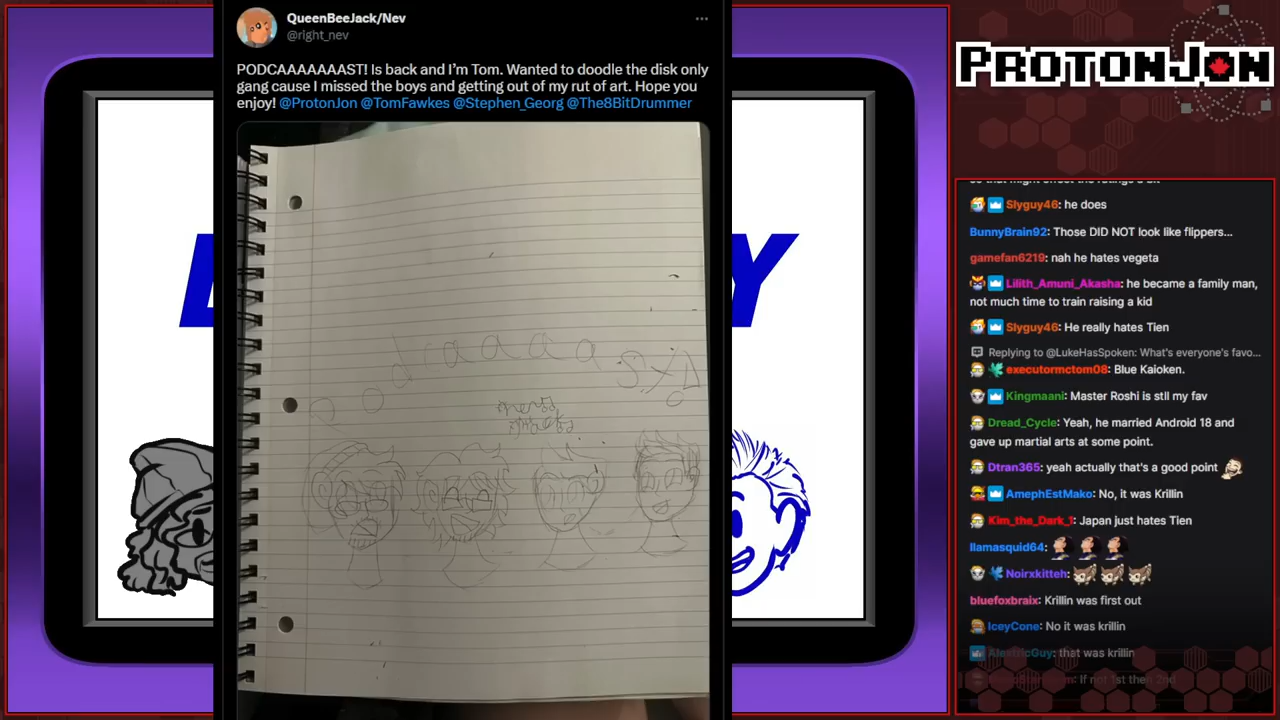 QueenBeeJack/Nev
@right_nev
PODCAAAAAAAST! Is back and I'm Tom. Wanted to doodle the disk only
gang cause I missed the boys and getting out of my rut of art. Hope you
enjoy! @ProtonJon @TomFawkes @Stephen_Georg @The8BitDrummer
PROTONJON
Slyguy46: he does
BunnyBrain92: Those DID NOT look like flippers...
gamefan6219: nah he hates vegeta
Lilith_Amuni_Akasha: he became a family man,
not much time to train raising a kid
Slyguy46: He really hates Tien
Replying to @LukeHasSpoken: What's everyone's favo...
executormctom08: Blue Kaioken.
Kingmaani: Master Roshi is stll my fav
Dread_Cycle: Yeah, he married Android 18 and
gave up martial arts at some point.
Dtran365: yeah actually that's a good point
AmephEstMako: No, it was Krillin
Kim_the_Dark_1: Japan just hates Tien
llamasquid64:
Noirxkitteh:
bluefoxbraix: Krillin was first out
IceyCone: No it was krillin
that was krillin
If not 1st then 2nd